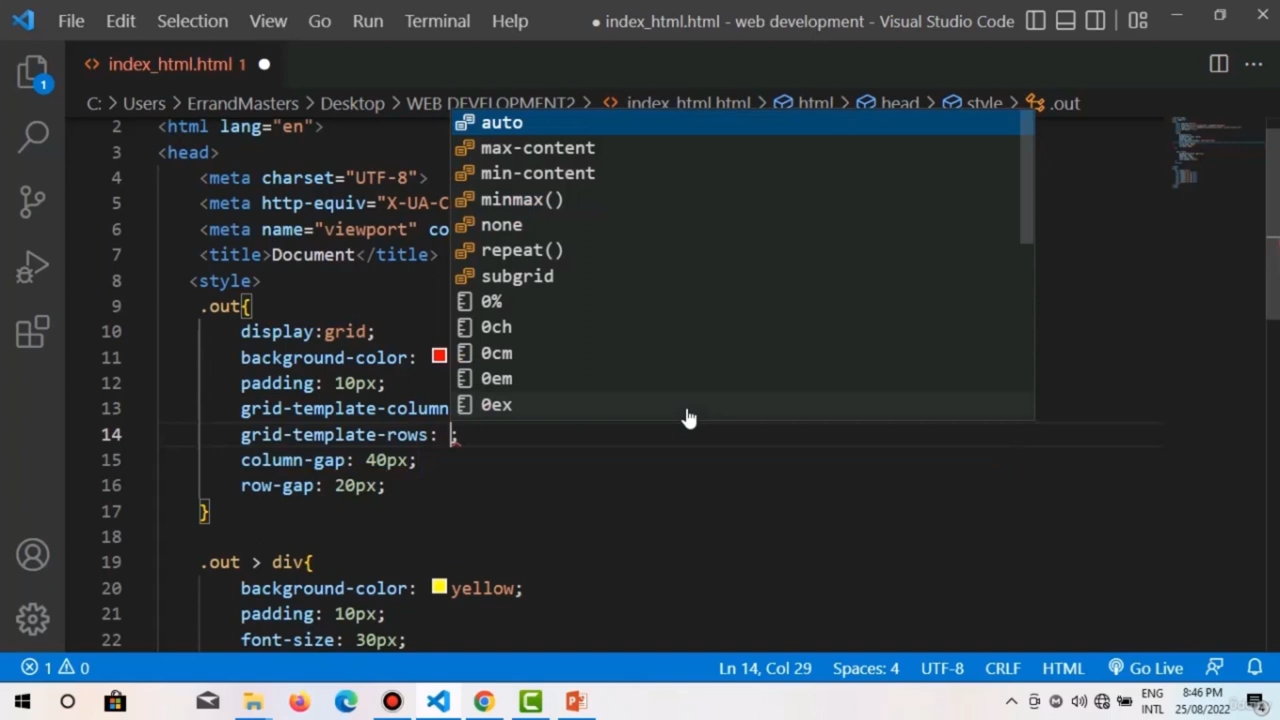 File Edit Selection View Go Run Terminal Help ● index_html.html - web development - Visual Studio Code
index_html.html 1
C: > Users > ErrandMasters > Desktop > WEB DEVELOPMENT2 > index_html.html > html > head > style > .out
2 <html lang="en">
3 <head>
4 <meta charset="UTF-8">
5 <meta http-equiv="X-UA-C
6 <meta name="viewport" co
7 <title>Document</title>
8 <style>
9 .out{
10 display:grid;
11 background-color:
12 padding: 10px;
13 grid-template-column
14 grid-template-rows: ;
15 column-gap: 40px;
16 row-gap: 20px;
17 }
18
19 .out > div{
20 background-color: yellow;
21 padding: 10px;
22 font-size: 30px;
auto
max-content
min-content
minmax()
none
repeat()
subgrid
0%
0ch
0cm
0em
0ex
1
1 0 Ln 14, Col 29 Spaces: 4 UTF-8 CRLF HTML Go Live
ENG 8:46 PM
INTL 25/08/2022 4